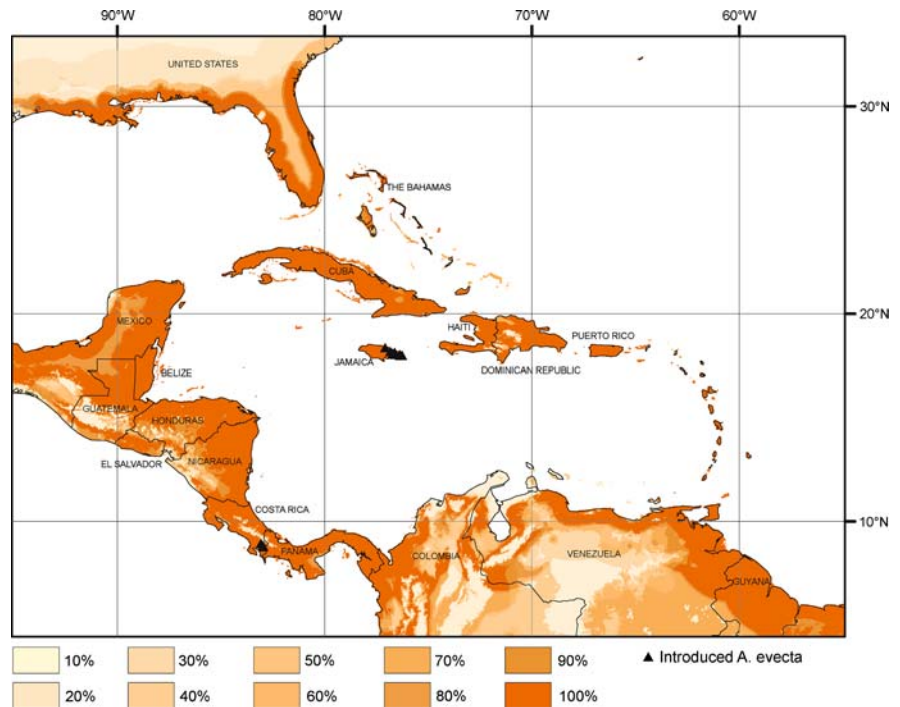 90°W 80°W 70°W 60°W
UNITED STATES
30°N
THE BAHAMAS
CUBA
20°N
MEXICO
HAITI
PUERTO RICO
JAMAICA
DOMINICAN REPUBLIC
BELIZE
GUATEMALA
HONDURAS
EL SALVADOR
NICARAGUA
COSTA RICA
10°N
PANAMA
COLOMBIA
VENEZUELA
GUYANA
10% 30% 50% 70% 90% ▲ Introduced A. evecta
20% 40% 60% 80% 100%